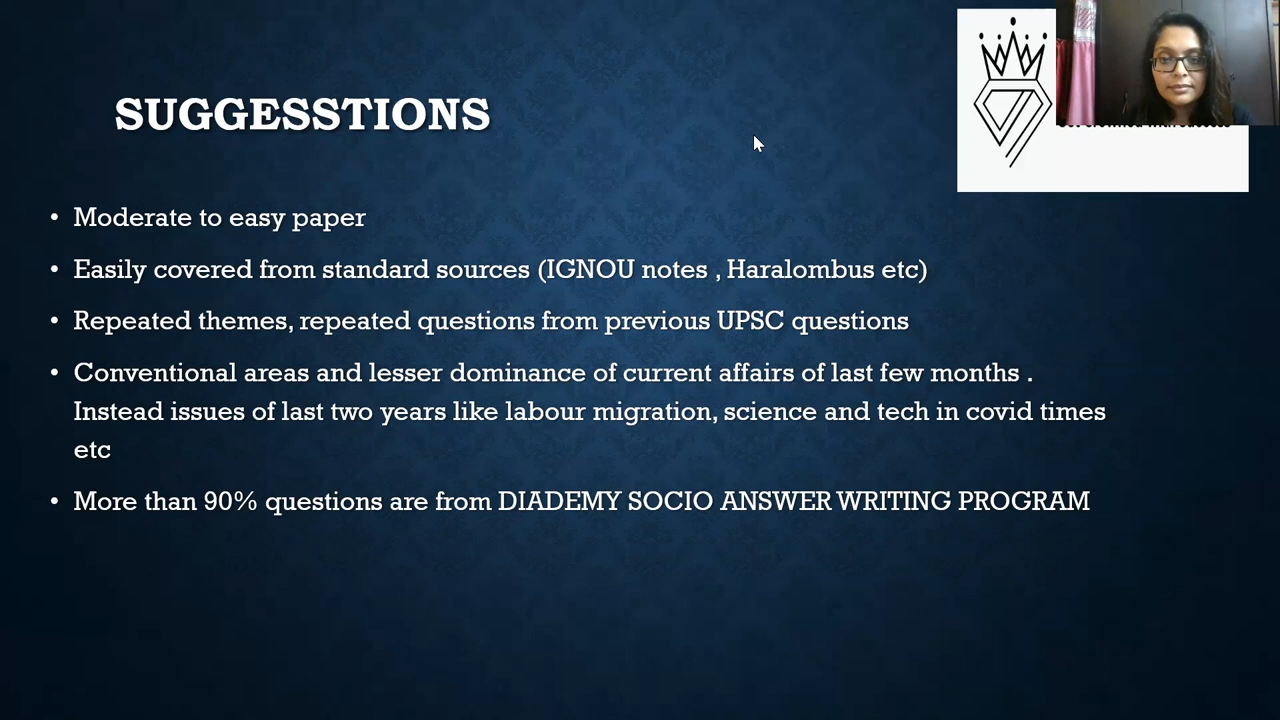 SUGGESSTIONS
• Moderate to easy paper
• Easily covered from standard sources (IGNOU notes , Haralombus etc)
• Repeated themes, repeated questions from previous UPSC questions
• Conventional areas and lesser dominance of current affairs of last few months .
Instead issues of last two years like labour migration, science and tech in covid times
etc
• More than 90% questions are from DIADEMY SOCIO ANSWER WRITING PROGRAM